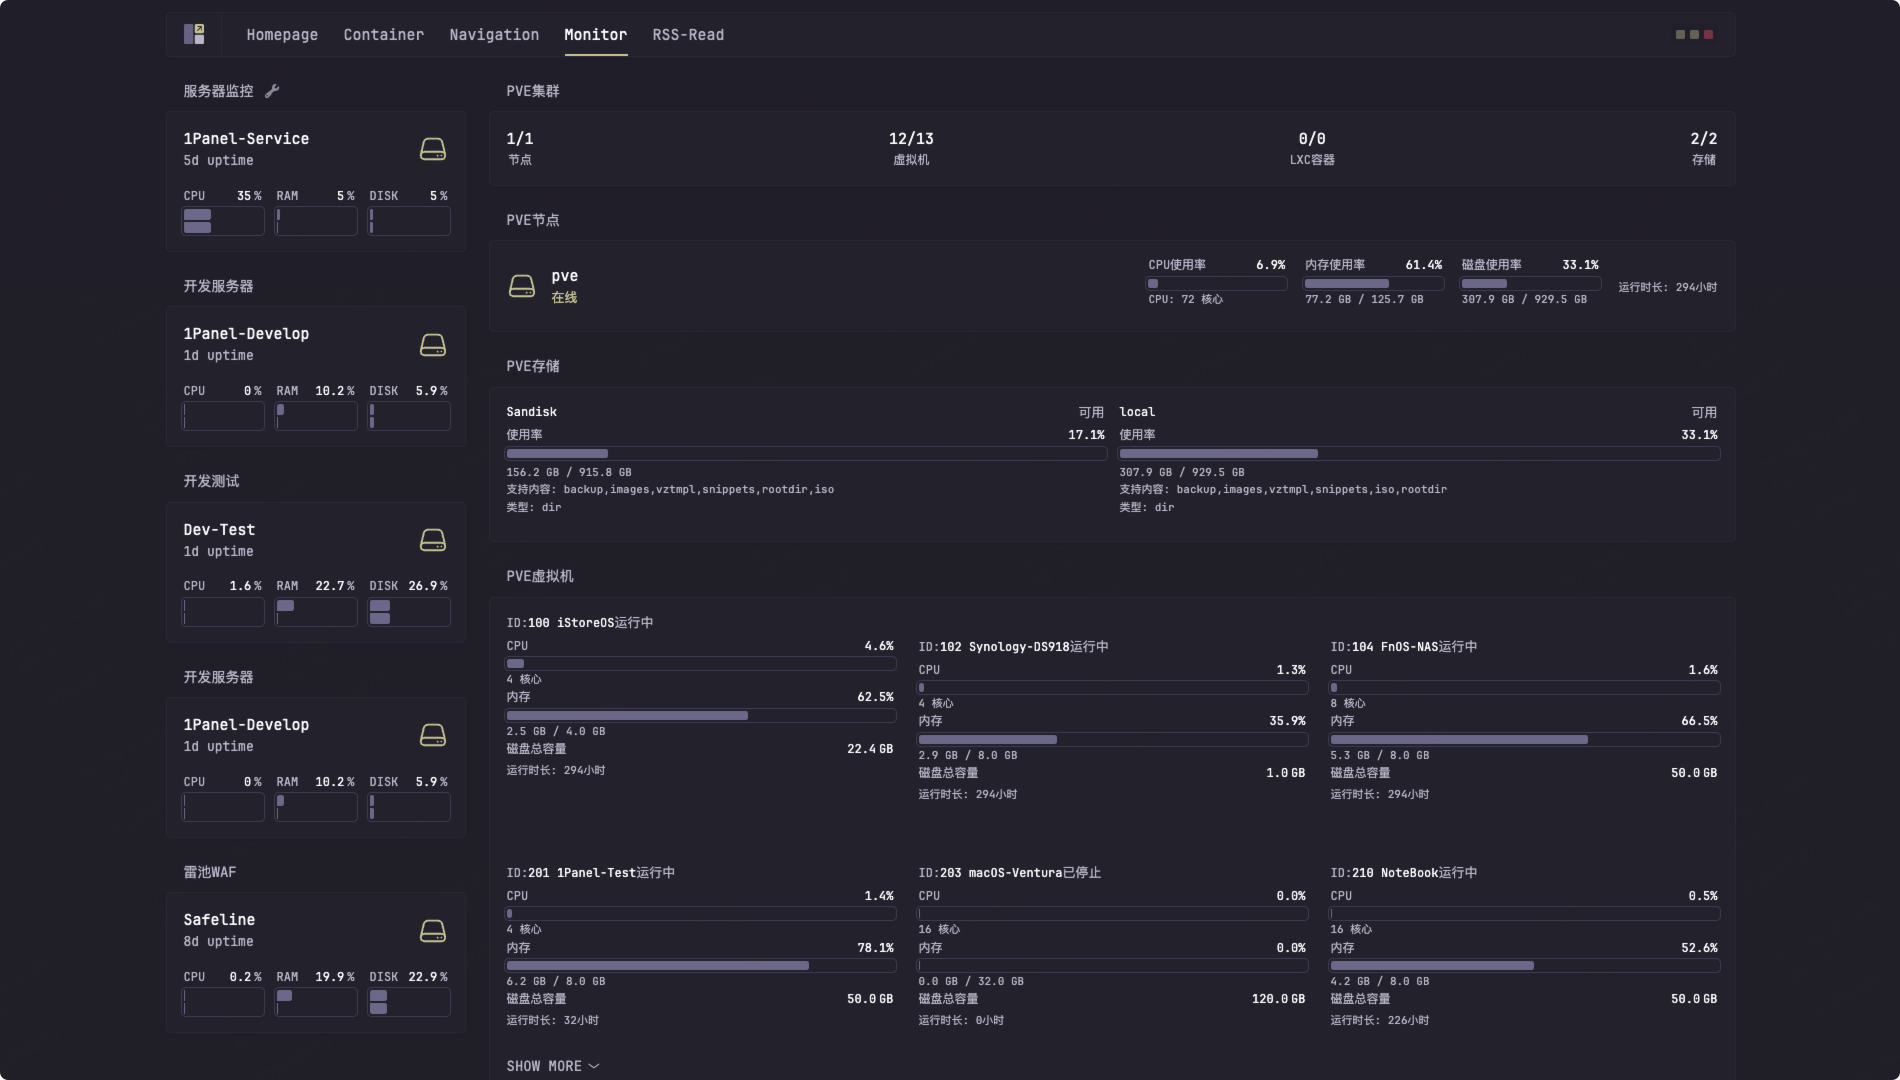 Homepage Container Navigation Monitor RSS-Read
服务器监控
1Panel-Service
5d uptime
CPU 35% RAM 5% DISK 5%
开发服务器
1Panel-Develop
1d uptime
CPU 0% RAM 10.2% DISK 5.9%
开发测试
Dev-Test
1d uptime
CPU 1.6% RAM 22.7% DISK 26.9%
开发服务器
1Panel-Develop
1d uptime
CPU 0% RAM 10.2% DISK 5.9%
雷池WAF
Safeline
8d uptime
CPU 0.2% RAM 19.9% DISK 22.9%
PVE集群
1/1 12/13 0/0 2/2
节点 虚拟机 LXC容器 存储
PVE节点
pve
在线
CPU使用率 6.9% 内存使用率 61.4% 磁盘使用率 33.1%
CPU: 72 核心 77.2 GB / 125.7 GB 307.9 GB / 929.5 GB
运行时长: 294小时
PVE存储
Sandisk 可用
使用率 17.1%
156.2 GB / 915.8 GB
支持内容: backup,images,vztmpl,snippets,rootdir,iso
类型: dir
local 可用
使用率 33.1%
307.9 GB / 929.5 GB
支持内容: backup,images,vztmpl,snippets,iso,rootdir
类型: dir
PVE虚拟机
ID:100 iStoreOS运行中
CPU 4.6%
4 核心
内存 62.5%
2.5 GB / 4.0 GB
磁盘总容量 22.4GB
运行时长: 294小时
ID:102 Synology-DS918运行中
CPU 1.3%
4 核心
内存 35.9%
2.9 GB / 8.0 GB
磁盘总容量 1.0GB
运行时长: 294小时
ID:104 FnOS-NAS运行中
CPU 1.6%
8 核心
内存 66.5%
5.3 GB / 8.0 GB
磁盘总容量 50.0GB
运行时长: 294小时
ID:201 1Panel-Test运行中
CPU 1.4%
4 核心
内存 78.1%
6.2 GB / 8.0 GB
磁盘总容量 50.0GB
运行时长: 32小时
ID:203 macOS-Ventura已停止
CPU 0.0%
16 核心
内存 0.0%
0.0 GB / 32.0 GB
磁盘总容量 120.0GB
运行时长: 0小时
ID:210 NoteBook运行中
CPU 0.5%
16 核心
内存 52.6%
4.2 GB / 8.0 GB
磁盘总容量 50.0GB
运行时长: 226小时
SHOW MORE